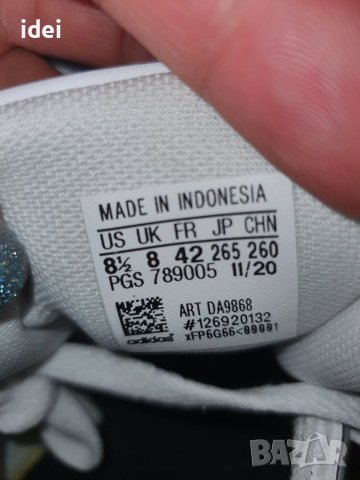 idei
MADE IN INDONESIA
US UK FR JP CHN
8½ 8 42 265 260
PGS 789005 11/20
ART DA9868
#126920132
adidas xFP6G66<00001
BAZAR